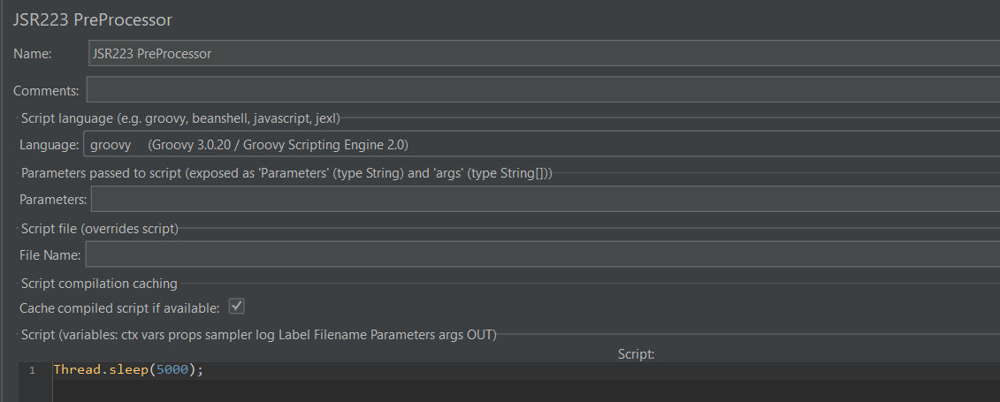 JSR223 PreProcessor
Name: JSR223 PreProcessor
Comments:
Script language (e.g. groovy, beanshell, javascript, jexl)
Language: groovy (Groovy 3.0.20 / Groovy Scripting Engine 2.0)
Parameters passed to script (exposed as 'Parameters' (type String) and 'args' (type String[]))
Parameters:
Script file (overrides script)
File Name:
Script compilation caching
Cache compiled script if available:
Script (variables: ctx vars props sampler log Label Filename Parameters args OUT)
Script:
1 Thread.sleep(5000);